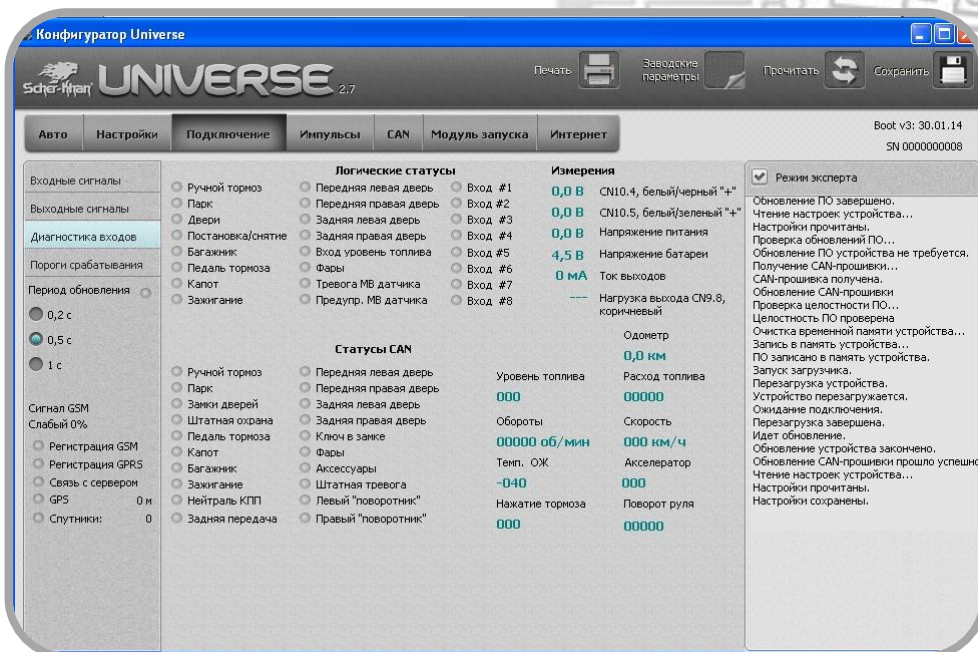 Конфигуратор Universe
Scher-Khan UNIVERSE 2.7
Печать
Заводские параметры
Прочитать
Сохранить
Авто
Настройки
Подключение
Импульсы
CAN
Модуль запуска
Интернет
Boot v3: 30.01.14
SN 0000000008
Входные сигналы
Выходные сигналы
Диагностика входов
Пороги срабатывания
Период обновления
0,2 с
0,5 с
1 с
Сигнал GSM
Слабый 0%
Регистрация GSM
Регистрация GPRS
Связь с сервером
GPS 0 м
Спутники: 0
Логические статусы
Ручной тормоз
Парк
Двери
Постановка/снятие
Багажник
Педаль тормоза
Капот
Зажигание
Передняя левая дверь
Передняя правая дверь
Задняя левая дверь
Задняя правая дверь
Вход уровень топлива
Фары
Тревога МВ датчика
Предупр. МВ датчика
Вход #1
Вход #2
Вход #3
Вход #4
Вход #5
Вход #6
Вход #7
Вход #8
Измерения
0,0 В CN10.4, белый/черный "+"
0,0 В CN10.5, белый/зеленый "+"
0,0 В Напряжение питания
4,5 В Напряжение батареи
0 мА Ток выходов
--- Нагрузка выхода CN9.8,
коричневый
Статусы CAN
Ручной тормоз
Парк
Замки дверей
Штатная охрана
Педаль тормоза
Капот
Багажник
Зажигание
Нейтраль КПП
Задняя передача
Передняя левая дверь
Передняя правая дверь
Задняя левая дверь
Задняя правая дверь
Ключ в замке
Фары
Аксессуары
Штатная тревога
Левый "поворотник"
Правый "поворотник"
Одометр
0,0 км
Уровень топлива
000
Расход топлива
00000
Обороты
00000 об/мин
Скорость
000 км/ч
Темп. ОЖ
-040
Акселератор
000
Нажатие тормоза
000
Поворот руля
00000
Режим эксперта
Обновление ПО завершено.
Чтение настроек устройства...
Настройки прочитаны.
Проверка обновлений ПО...
Обновление ПО устройства не требуется.
Получение CAN-прошивки...
CAN-прошивка получена.
Обновление CAN-прошивки
Проверка целостности ПО...
Целостность ПО проверена
Очистка временной памяти устройства...
Запись в память устройства...
ПО записано в память устройства.
Запуск загрузчика.
Перезагрузка устройства.
Устройство перезагружается.
Ожидание подключения.
Перезагрузка завершена.
Идет обновление.
Обновление устройства закончено.
Обновление CAN-прошивки прошло успешно
Чтение настроек устройства...
Настройки прочитаны.
Настройки сохранены.